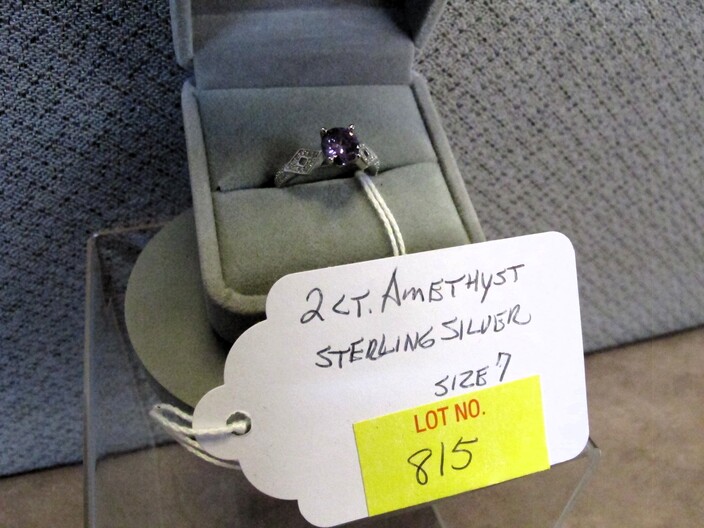 2 CT. AMETHYST
STERLING SILVER
SIZE 7
LOT NO.
815